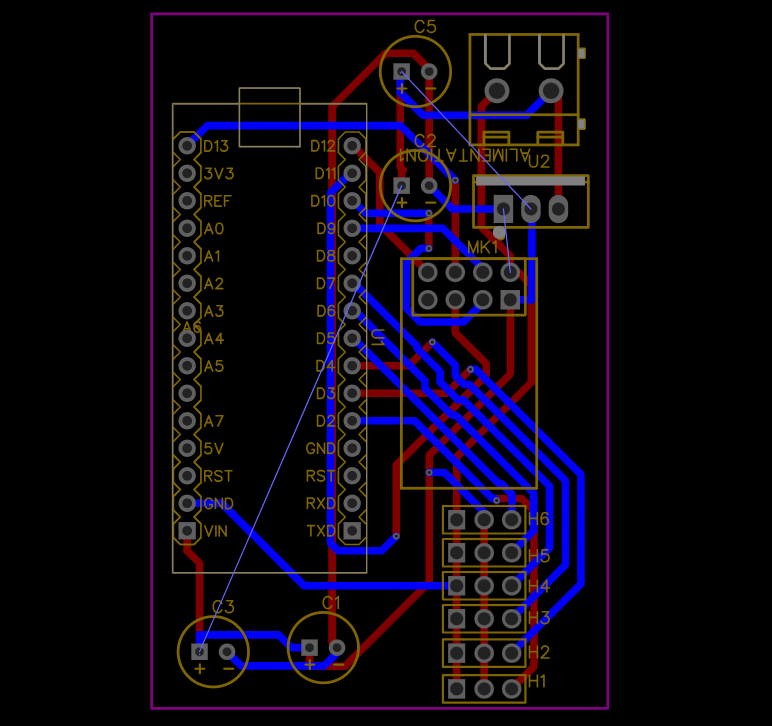 C5
ALIMENTATION1
C2
U2
D13
D12
3V3
D11
REF
D10
A0
D9
MK1
A1
D8
A2
D7
A3
D6
A6
A4
D5
U1
A5
D4
D3
A7
D2
5V
GND
RST
RST
GND
RXD
VIN
TXD
H6
H5
H4
H3
H2
H1
C3
C1
+ −
+ −
+ −
+ −